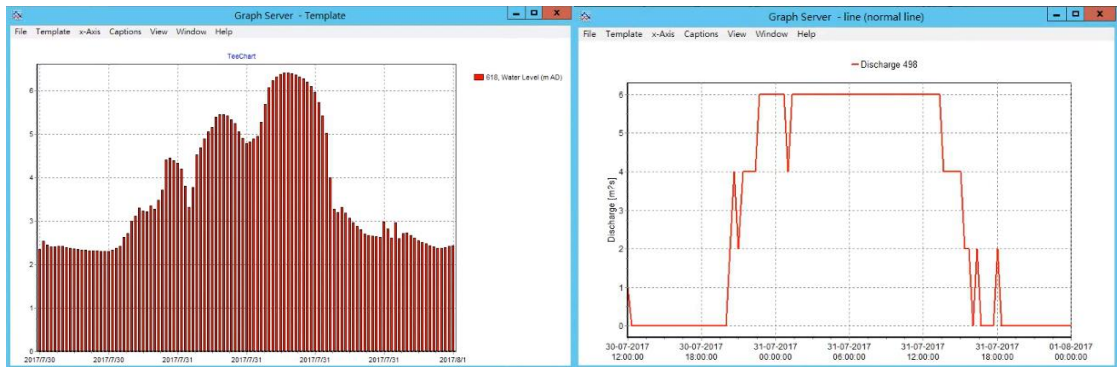 Graph Server - Template
File Template x-Axis Captions View Window Help
TeeChart
618, Water Level (m AD)
6
5
4
3
2
1
0
2017/7/30 2017/7/30 2017/7/31 2017/7/31 2017/7/31 2017/7/31 2017/8/1
Graph Server - line (normal line)
File Template x-Axis Captions View Window Help
Discharge 498
Discharge [m?s]
6
5
4
3
2
1
0
30-07-2017 30-07-2017 31-07-2017 31-07-2017 31-07-2017 31-07-2017 01-08-2017
12:00:00 18:00:00 00:00:00 06:00:00 12:00:00 18:00:00 00:00:00